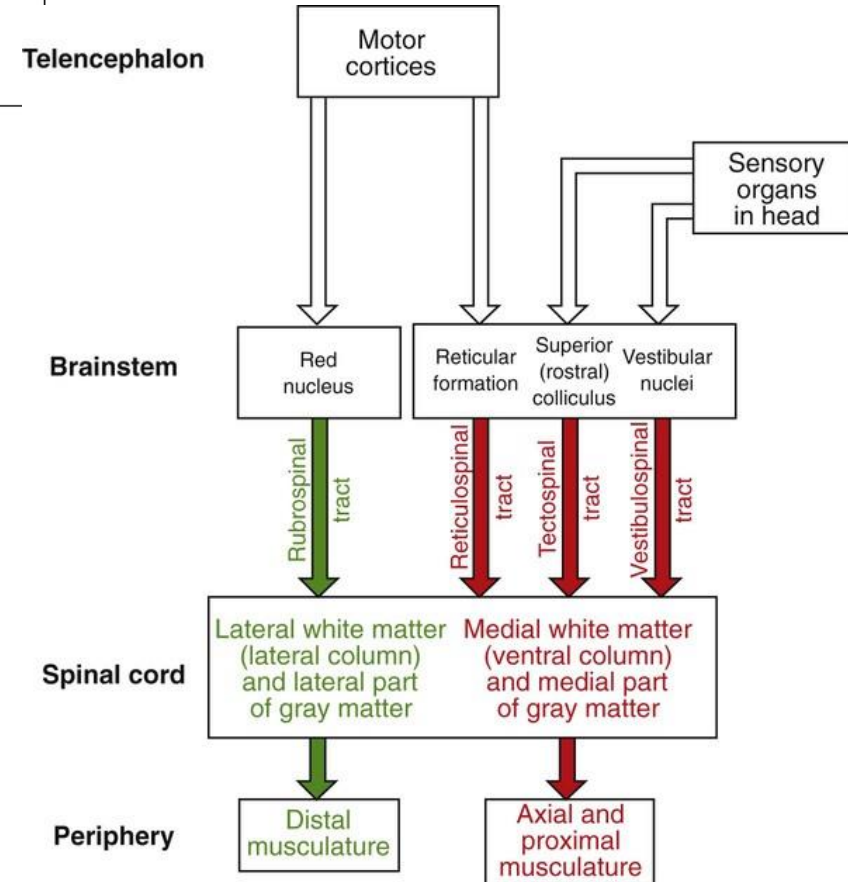 Telencephalon
Motor
cortices
Sensory
organs
in head
Brainstem
Red
nucleus
Reticular
formation
Superior
(rostral)
colliculus
Vestibular
nuclei
Rubrospinal
tract
Reticulospinal
tract
Tectospinal
tract
Vestibulospinal
tract
Spinal cord
Lateral white matter
(lateral column)
and lateral part
of gray matter
Medial white matter
(ventral column)
and medial part
of gray matter
Periphery
Distal
musculature
Axial and
proximal
musculature